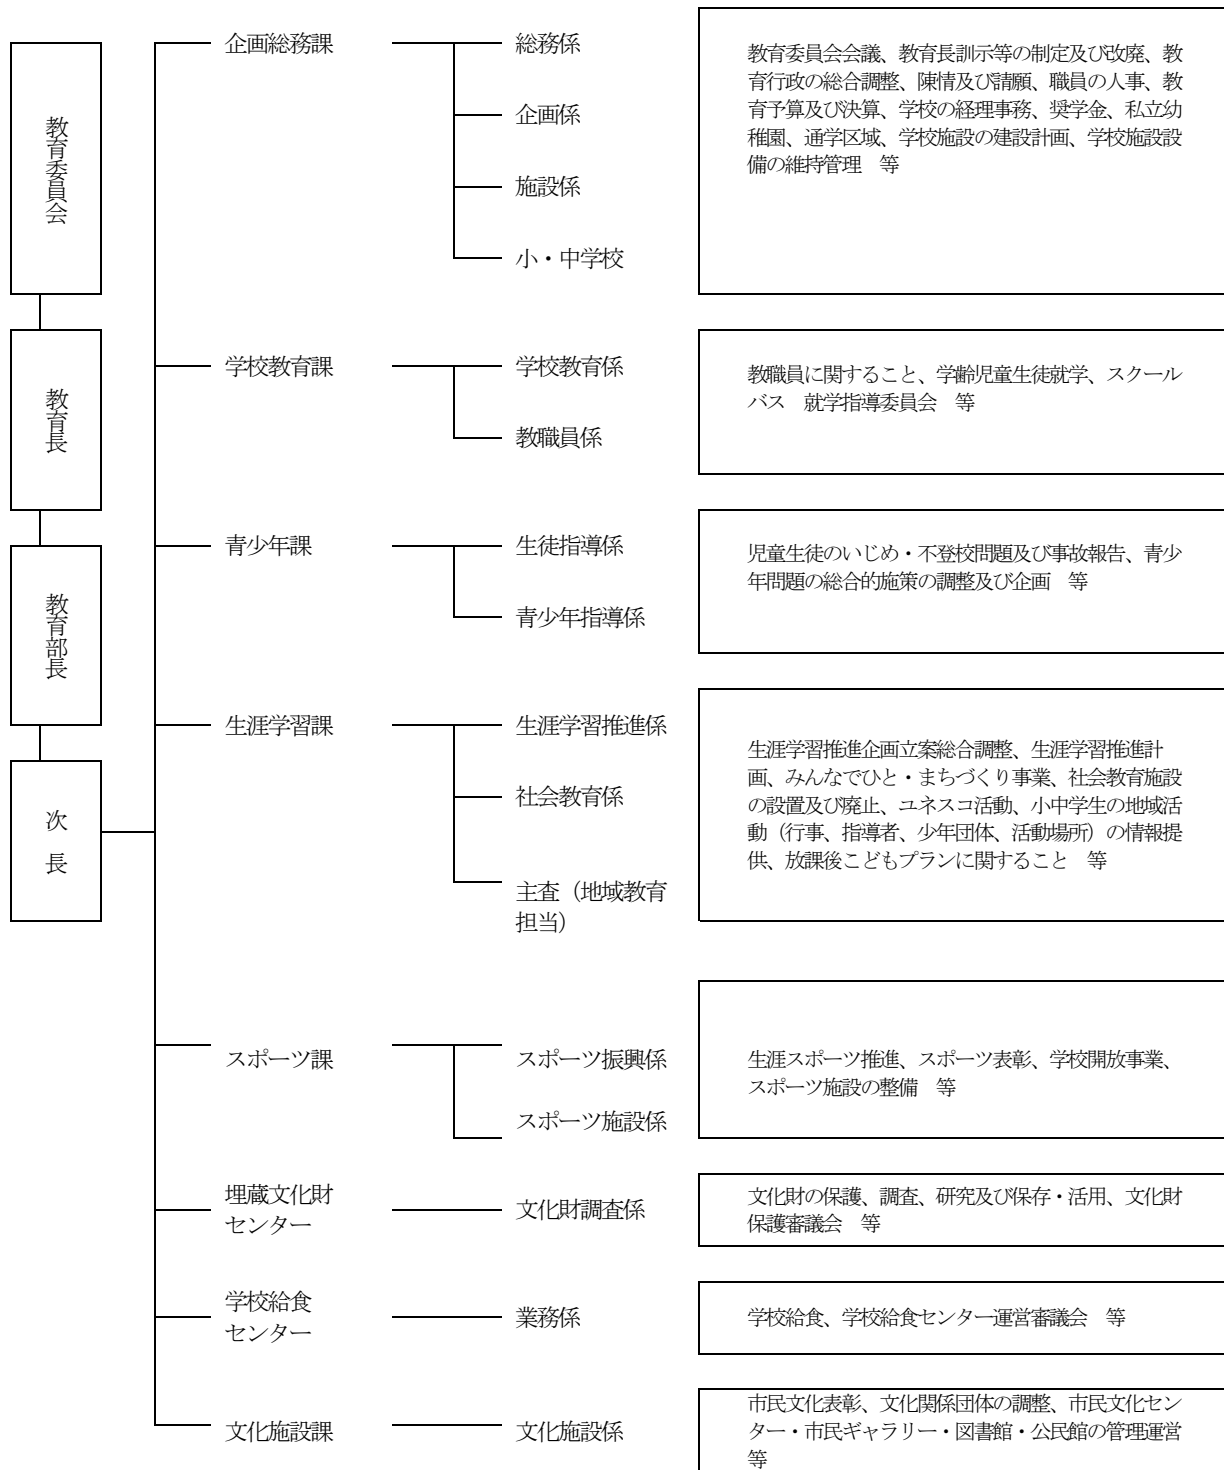 教育委員会
教育長
教育部長
次長
企画総務課
総務係
企画係
施設係
小・中学校
教育委員会会議、教育長訓示等の制定及び改廃、教
育行政の総合調整、陳情及び請願、職員の人事、教
育予算及び決算、学校の経理事務、奨学金、私立幼
稚園、通学区域、学校施設の建設計画、学校施設設
備の維持管理　等
学校教育課
学校教育係
教職員係
教職員に関すること、学齢児童生徒就学、スクール
バス　就学指導委員会　等
青少年課
生徒指導係
青少年指導係
児童生徒のいじめ・不登校問題及び事故報告、青少
年問題の総合的施策の調整及び企画　等
生涯学習課
生涯学習推進係
社会教育係
主査（地域教育
担当）
生涯学習推進企画立案総合調整、生涯学習推進計
画、みんなでひと・まちづくり事業、社会教育施設
の設置及び廃止、ユネスコ活動、小中学生の地域活
動（行事、指導者、少年団体、活動場所）の情報提
供、放課後こどもプランに関すること　等
スポーツ課
スポーツ振興係
スポーツ施設係
生涯スポーツ推進、スポーツ表彰、学校開放事業、
スポーツ施設の整備　等
埋蔵文化財
センター
文化財調査係
文化財の保護、調査、研究及び保存・活用、文化財
保護審議会　等
学校給食
センター
業務係
学校給食、学校給食センター運営審議会　等
文化施設課
文化施設係
市民文化表彰、文化関係団体の調整、市民文化セン
ター・市民ギャラリー・図書館・公民館の管理運営
等